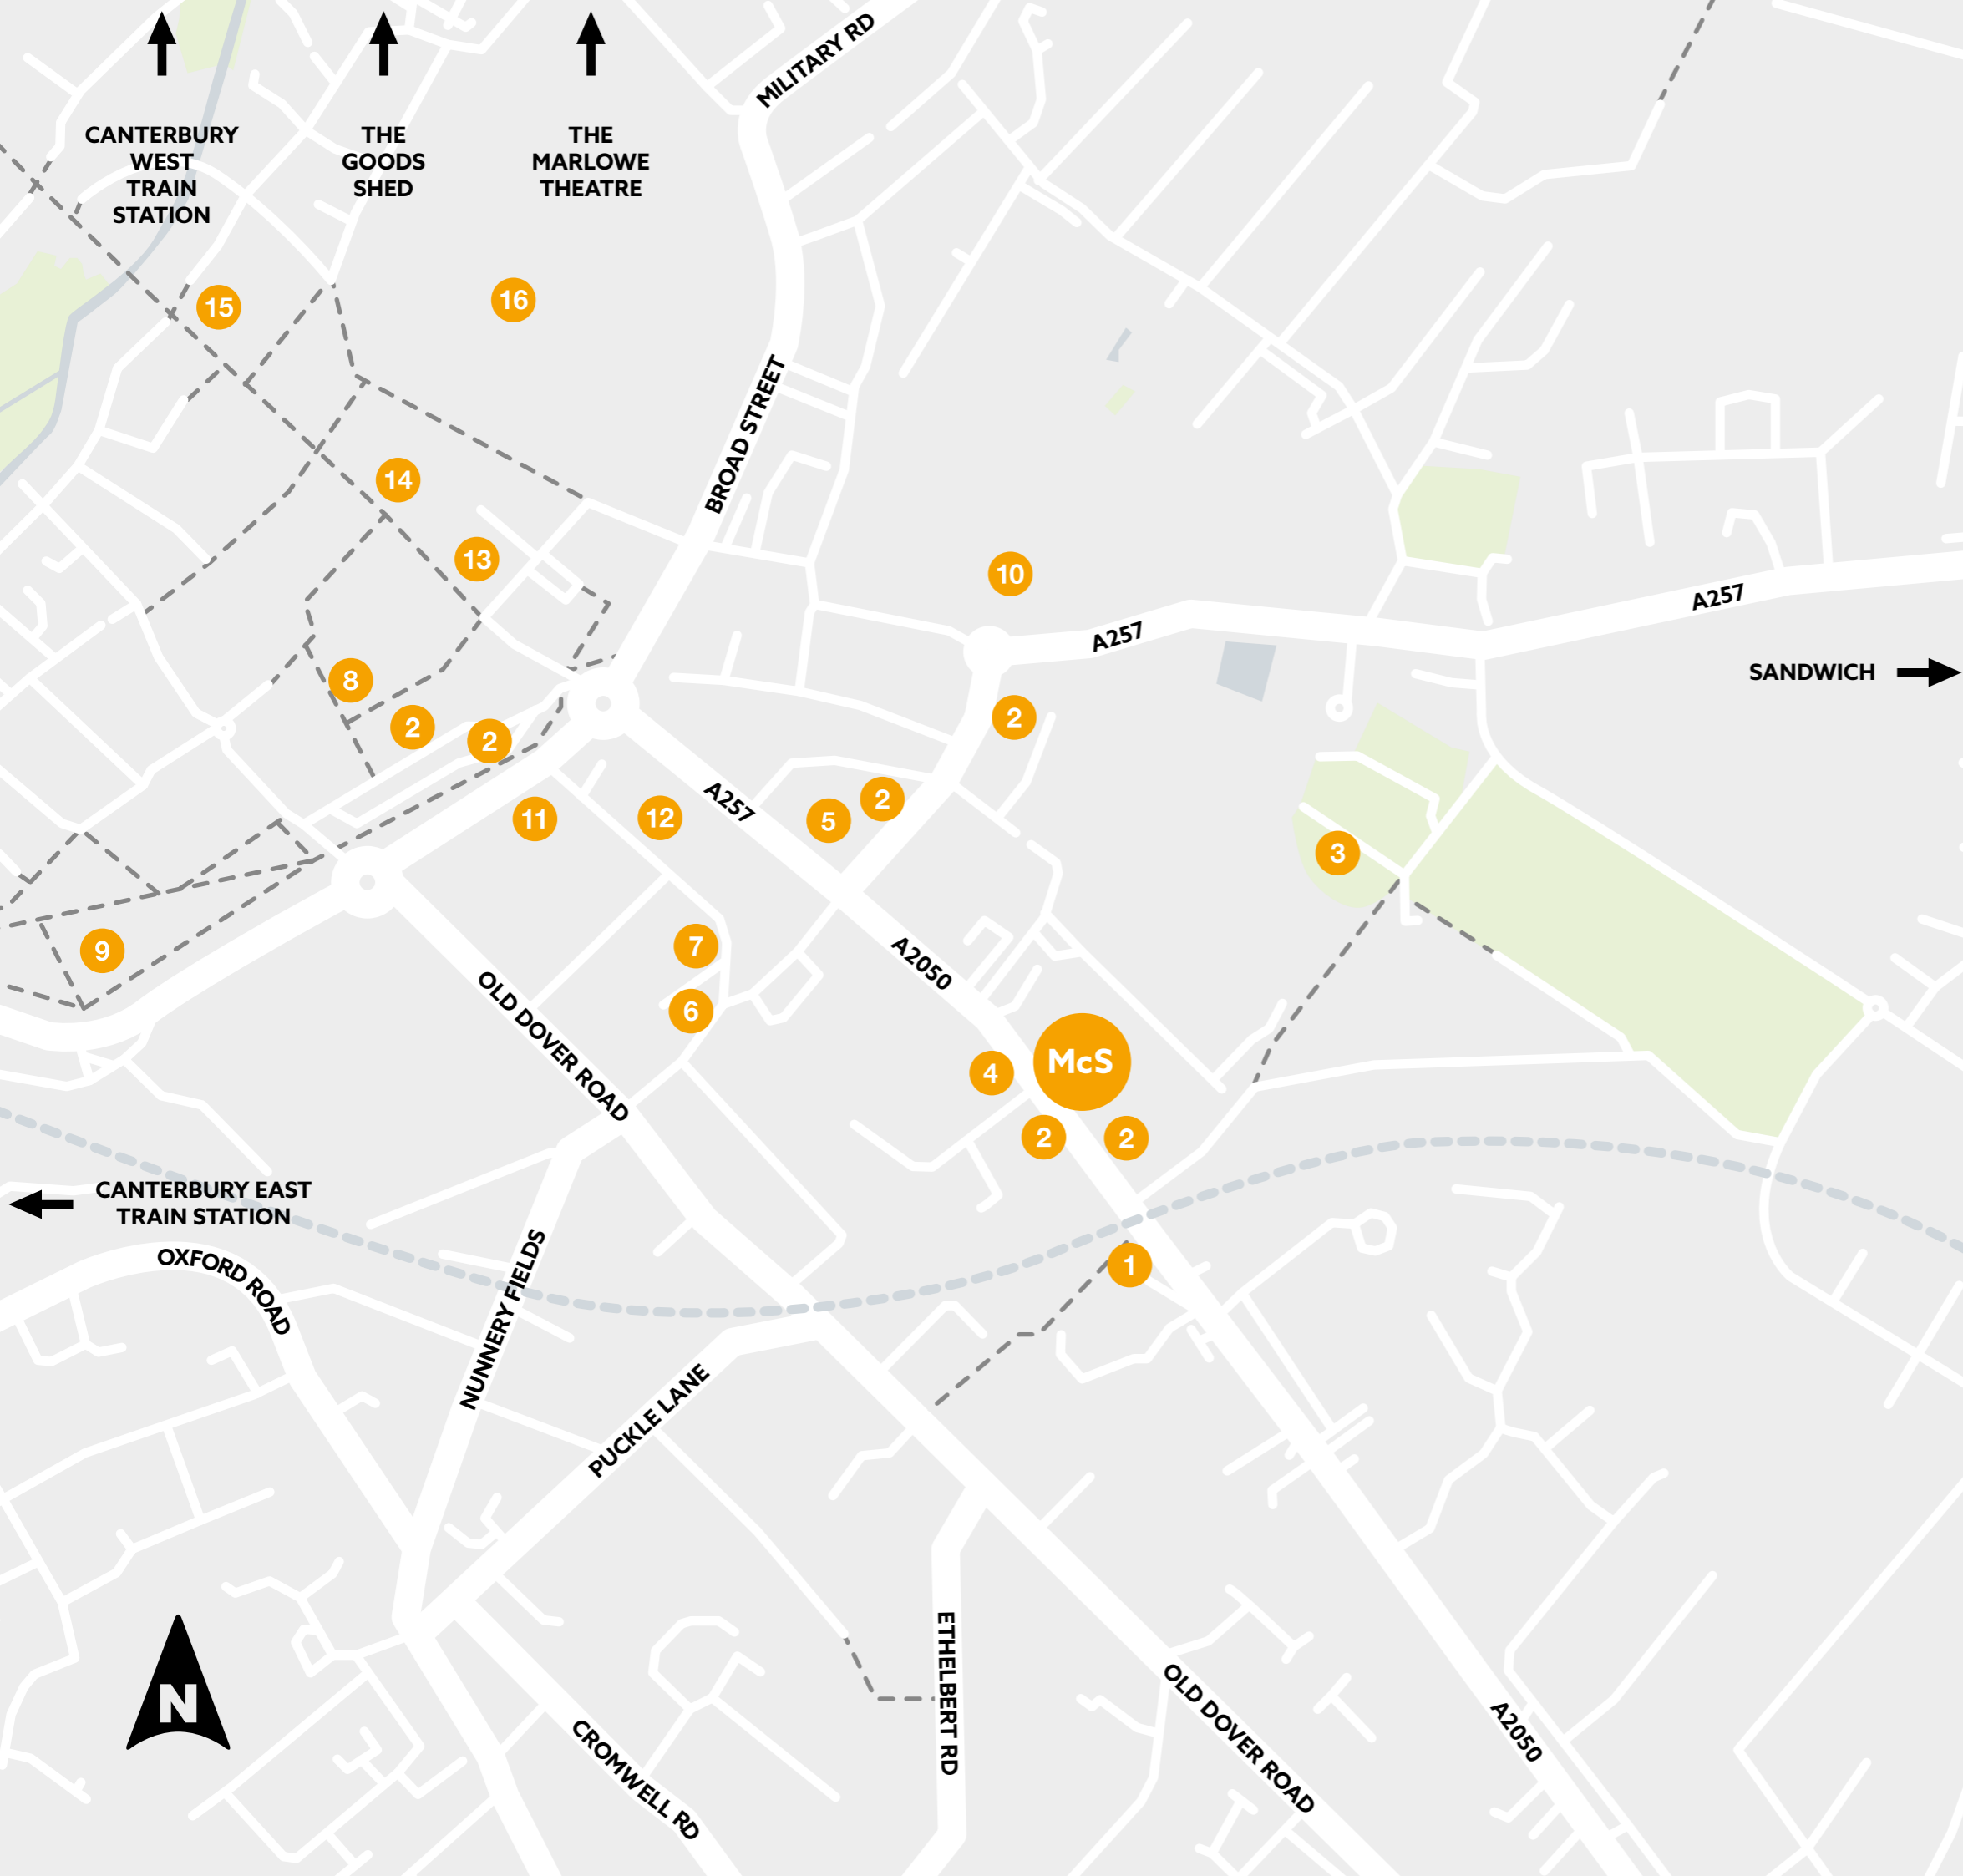 MILITARY RD
CANTERBURY
WEST
TRAIN
STATION
THE
GOODS
SHED
THE
MARLOWE
THEATRE
15
16
BROAD STREET
14
13
10
A257
A257
SANDWICH
8
2
2
2
A257
11
12
5
2
3
9
7
A2050
6
OLD DOVER ROAD
4
McS
2
2
CANTERBURY EAST
TRAIN STATION
OXFORD ROAD
1
NUNNERY FIELDS
PUCKLE LANE
N
ETHELBERT RD
CROMWELL RD
OLD DOVER ROAD
A2050